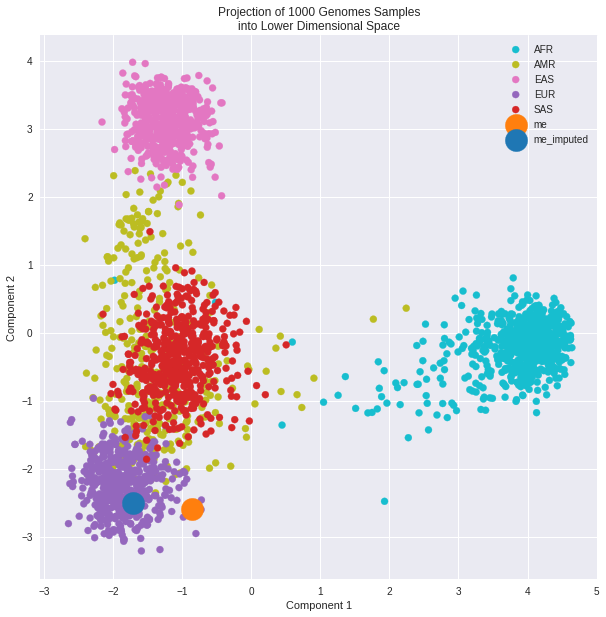 Projection of 1000 Genomes Samples
into Lower Dimensional Space
AFR
AMR
EAS
EUR
SAS
me
me_imputed
Component 2
4
3
2
1
0
−1
−2
−3
−3
−2
−1
0
1
2
3
4
5
Component 1